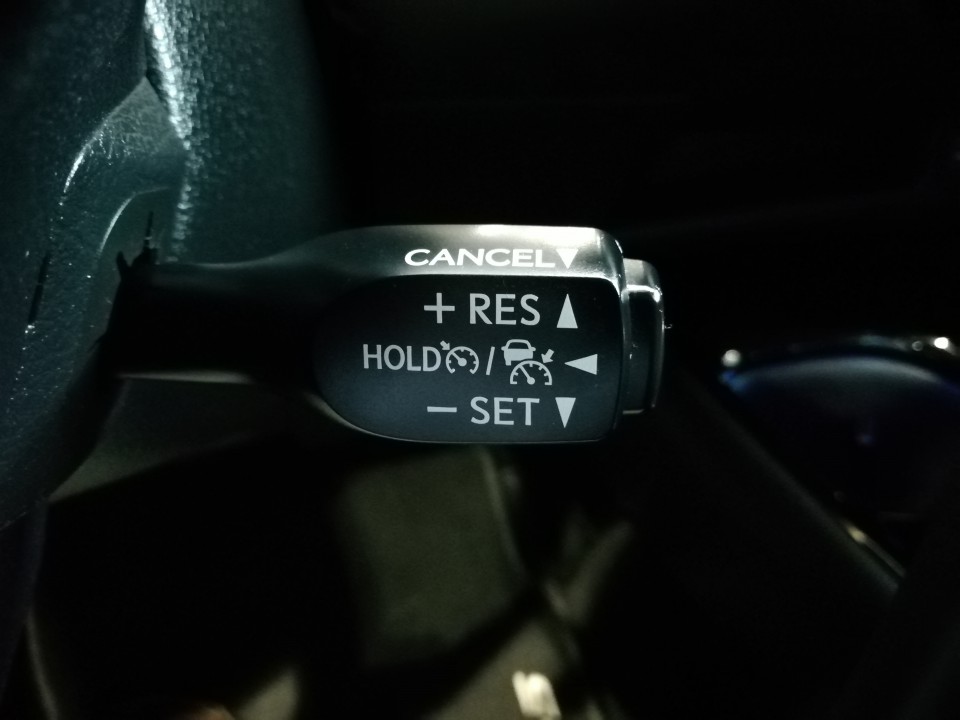 CANCEL▼
+ RES ▲
HOLD / ◀
− SET ▼